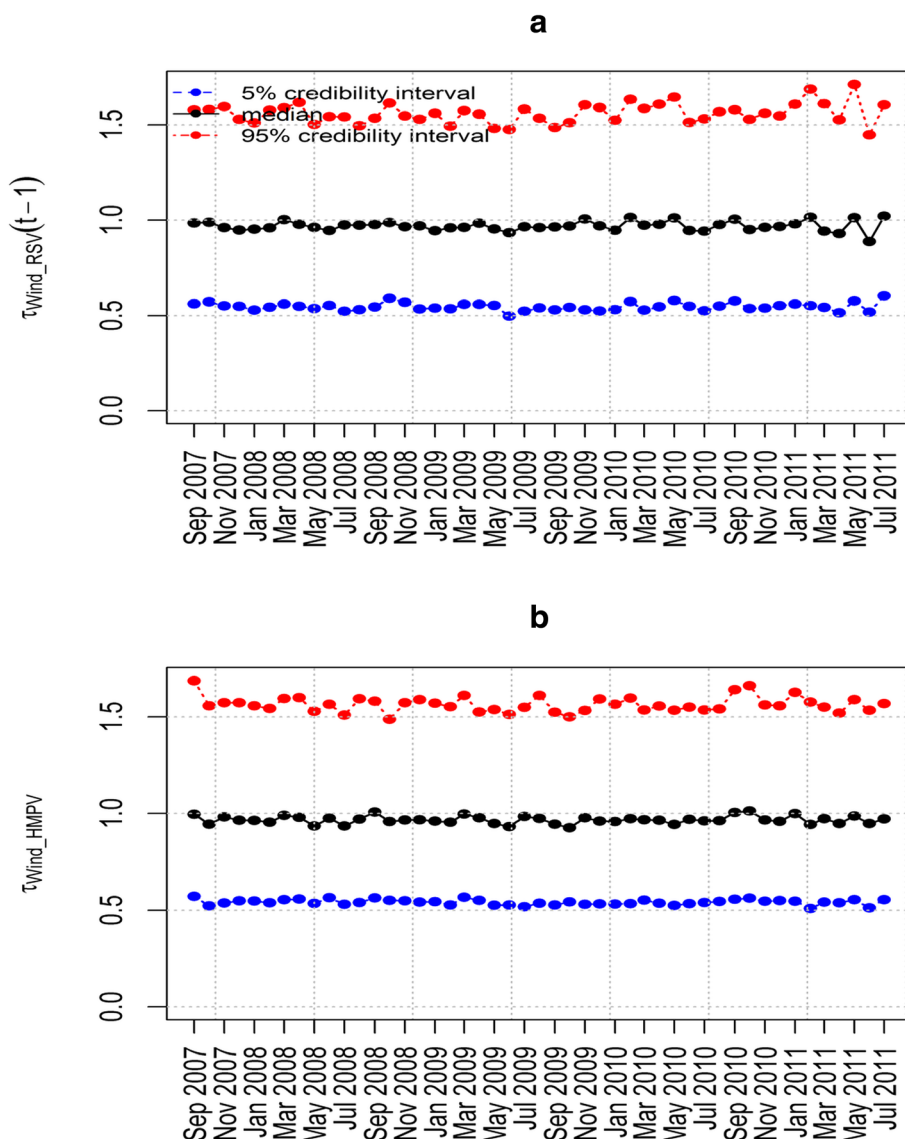 a
5% credibility interval
median
95% credibility interval
τWind_RSV(t−1)
0.0 0.5 1.0 1.5
Sep 2007
Nov 2007
Jan 2008
Mar 2008
May 2008
Jul 2008
Sep 2008
Nov 2008
Jan 2009
Mar 2009
May 2009
Jul 2009
Sep 2009
Nov 2009
Jan 2010
Mar 2010
May 2010
Jul 2010
Sep 2010
Nov 2010
Jan 2011
Mar 2011
May 2011
Jul 2011
b
τWind_HMPV
0.0 0.5 1.0 1.5
Sep 2007
Nov 2007
Jan 2008
Mar 2008
May 2008
Jul 2008
Sep 2008
Nov 2008
Jan 2009
Mar 2009
May 2009
Jul 2009
Sep 2009
Nov 2009
Jan 2010
Mar 2010
May 2010
Jul 2010
Sep 2010
Nov 2010
Jan 2011
Mar 2011
May 2011
Jul 2011